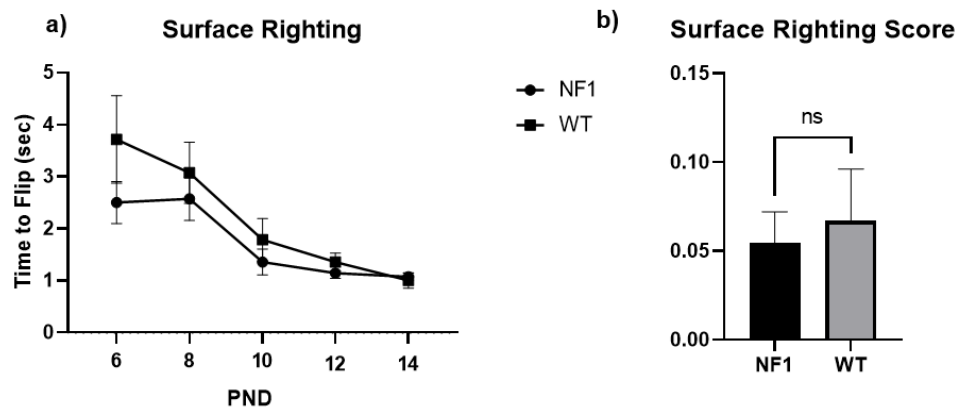 a)
Surface Righting
5
4
3
2
1
0
Time to Flip (sec)
6 8 10 12 14
PND
NF1
WT
b)
Surface Righting Score
0.15
0.10
0.05
0.00
ns
NF1 WT